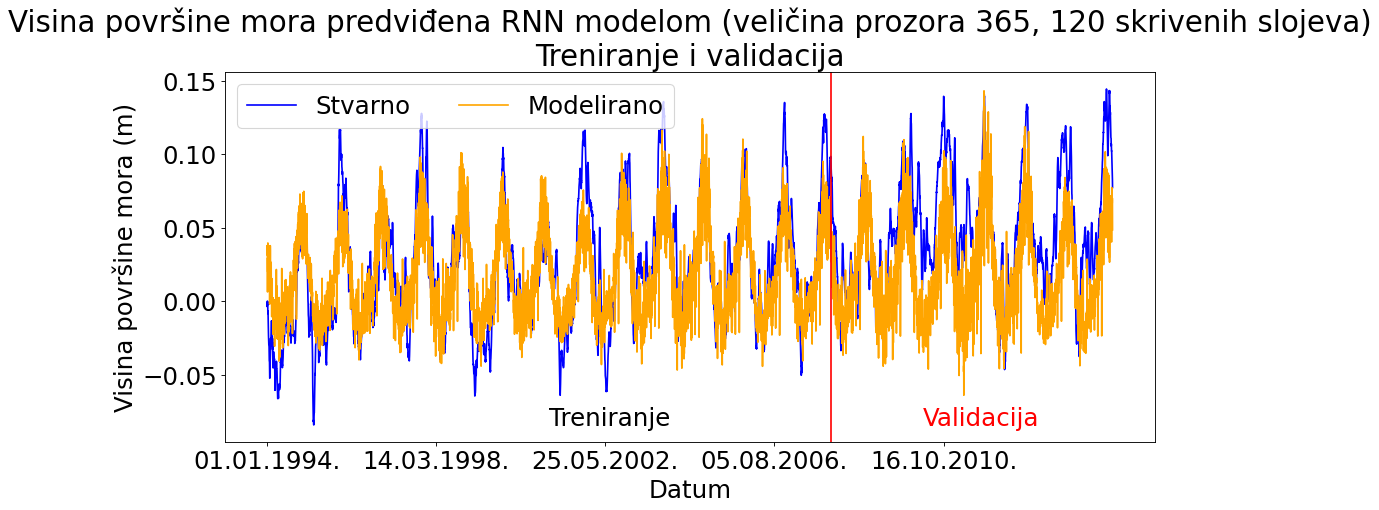 Visina površine mora predviđena RNN modelom (veličina prozora 365, 120 skrivenih slojeva)
Treniranje i validacija
Stvarno
Modelirano
Visina površine mora (m)
0.15
0.10
0.05
0.00
−0.05
Treniranje
Validacija
01.01.1994.
14.03.1998.
25.05.2002.
05.08.2006.
16.10.2010.
Datum